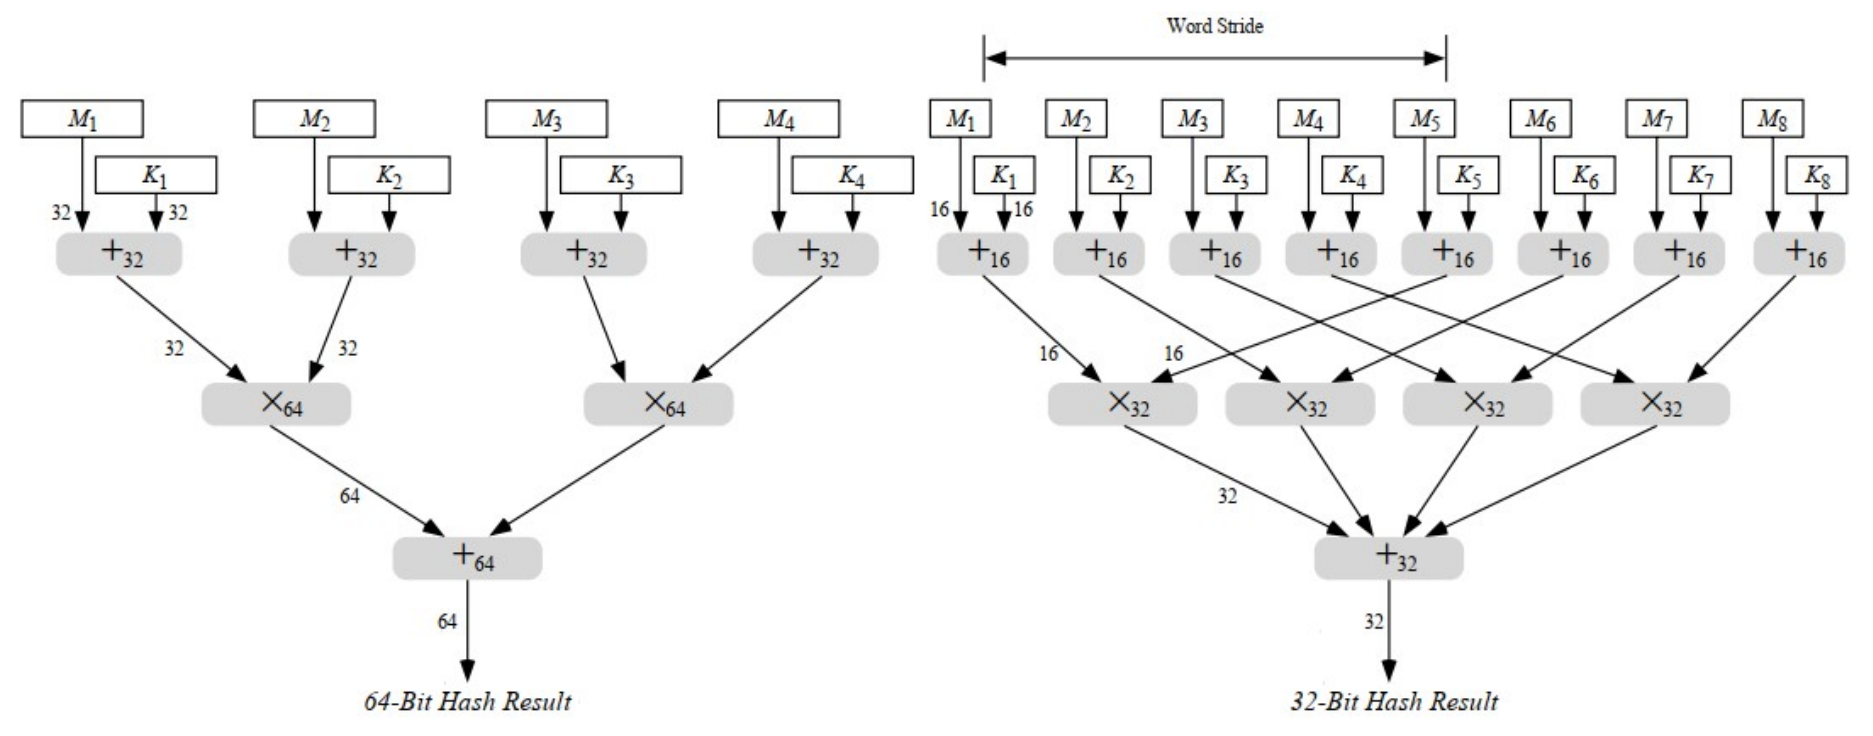 Word Stride
M1 M2 M3 M4 M1 M2 M3 M4 M5 M6 M7 M8
K1 K2 K3 K4 K1 K2 K3 K4 K5 K6 K7 K8
32 32 16 16
+32 +32 +32 +32 +16 +16 +16 +16 +16 +16 +16 +16
32 32 16 16
×64 ×64 ×32 ×32 ×32 ×32
64 32
+64 +32
64 32
64-Bit Hash Result 32-Bit Hash Result